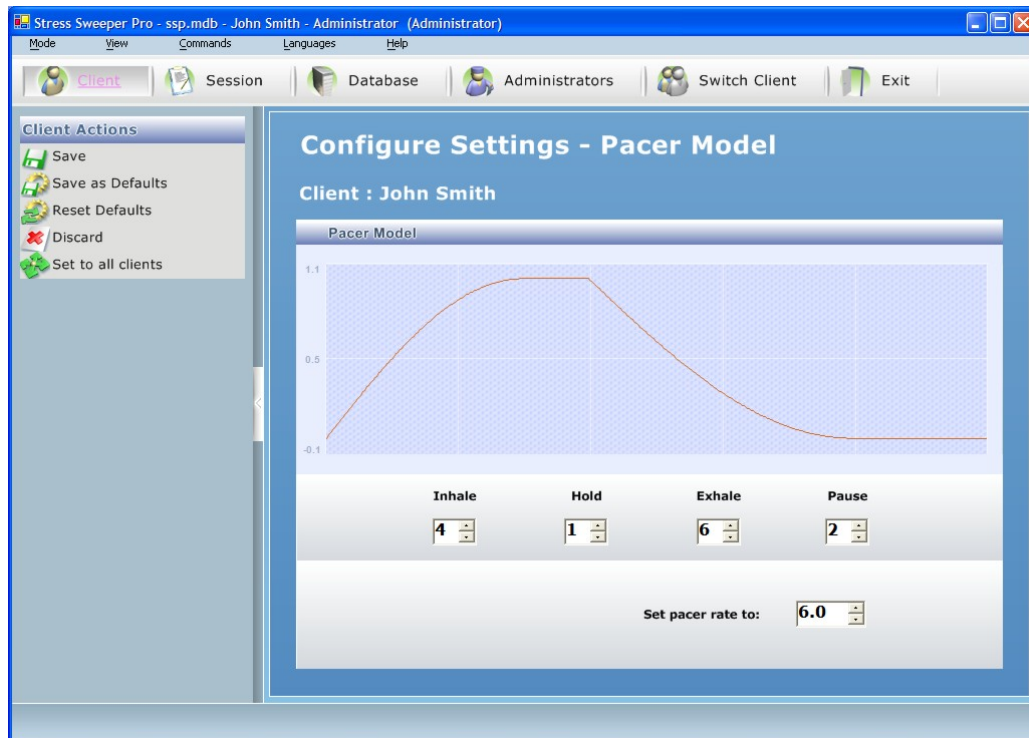 Stress Sweeper Pro - ssp.mdb - John Smith - Administrator (Administrator)
Mode View Commands Languages Help
Client Session Database Administrators Switch Client Exit
Client Actions
Save
Save as Defaults
Reset Defaults
Discard
Set to all clients
Configure Settings - Pacer Model
Client : John Smith
Pacer Model
1.1
0.5
-0.1
Inhale Hold Exhale Pause
4 1 6 2
Set pacer rate to: 6.0